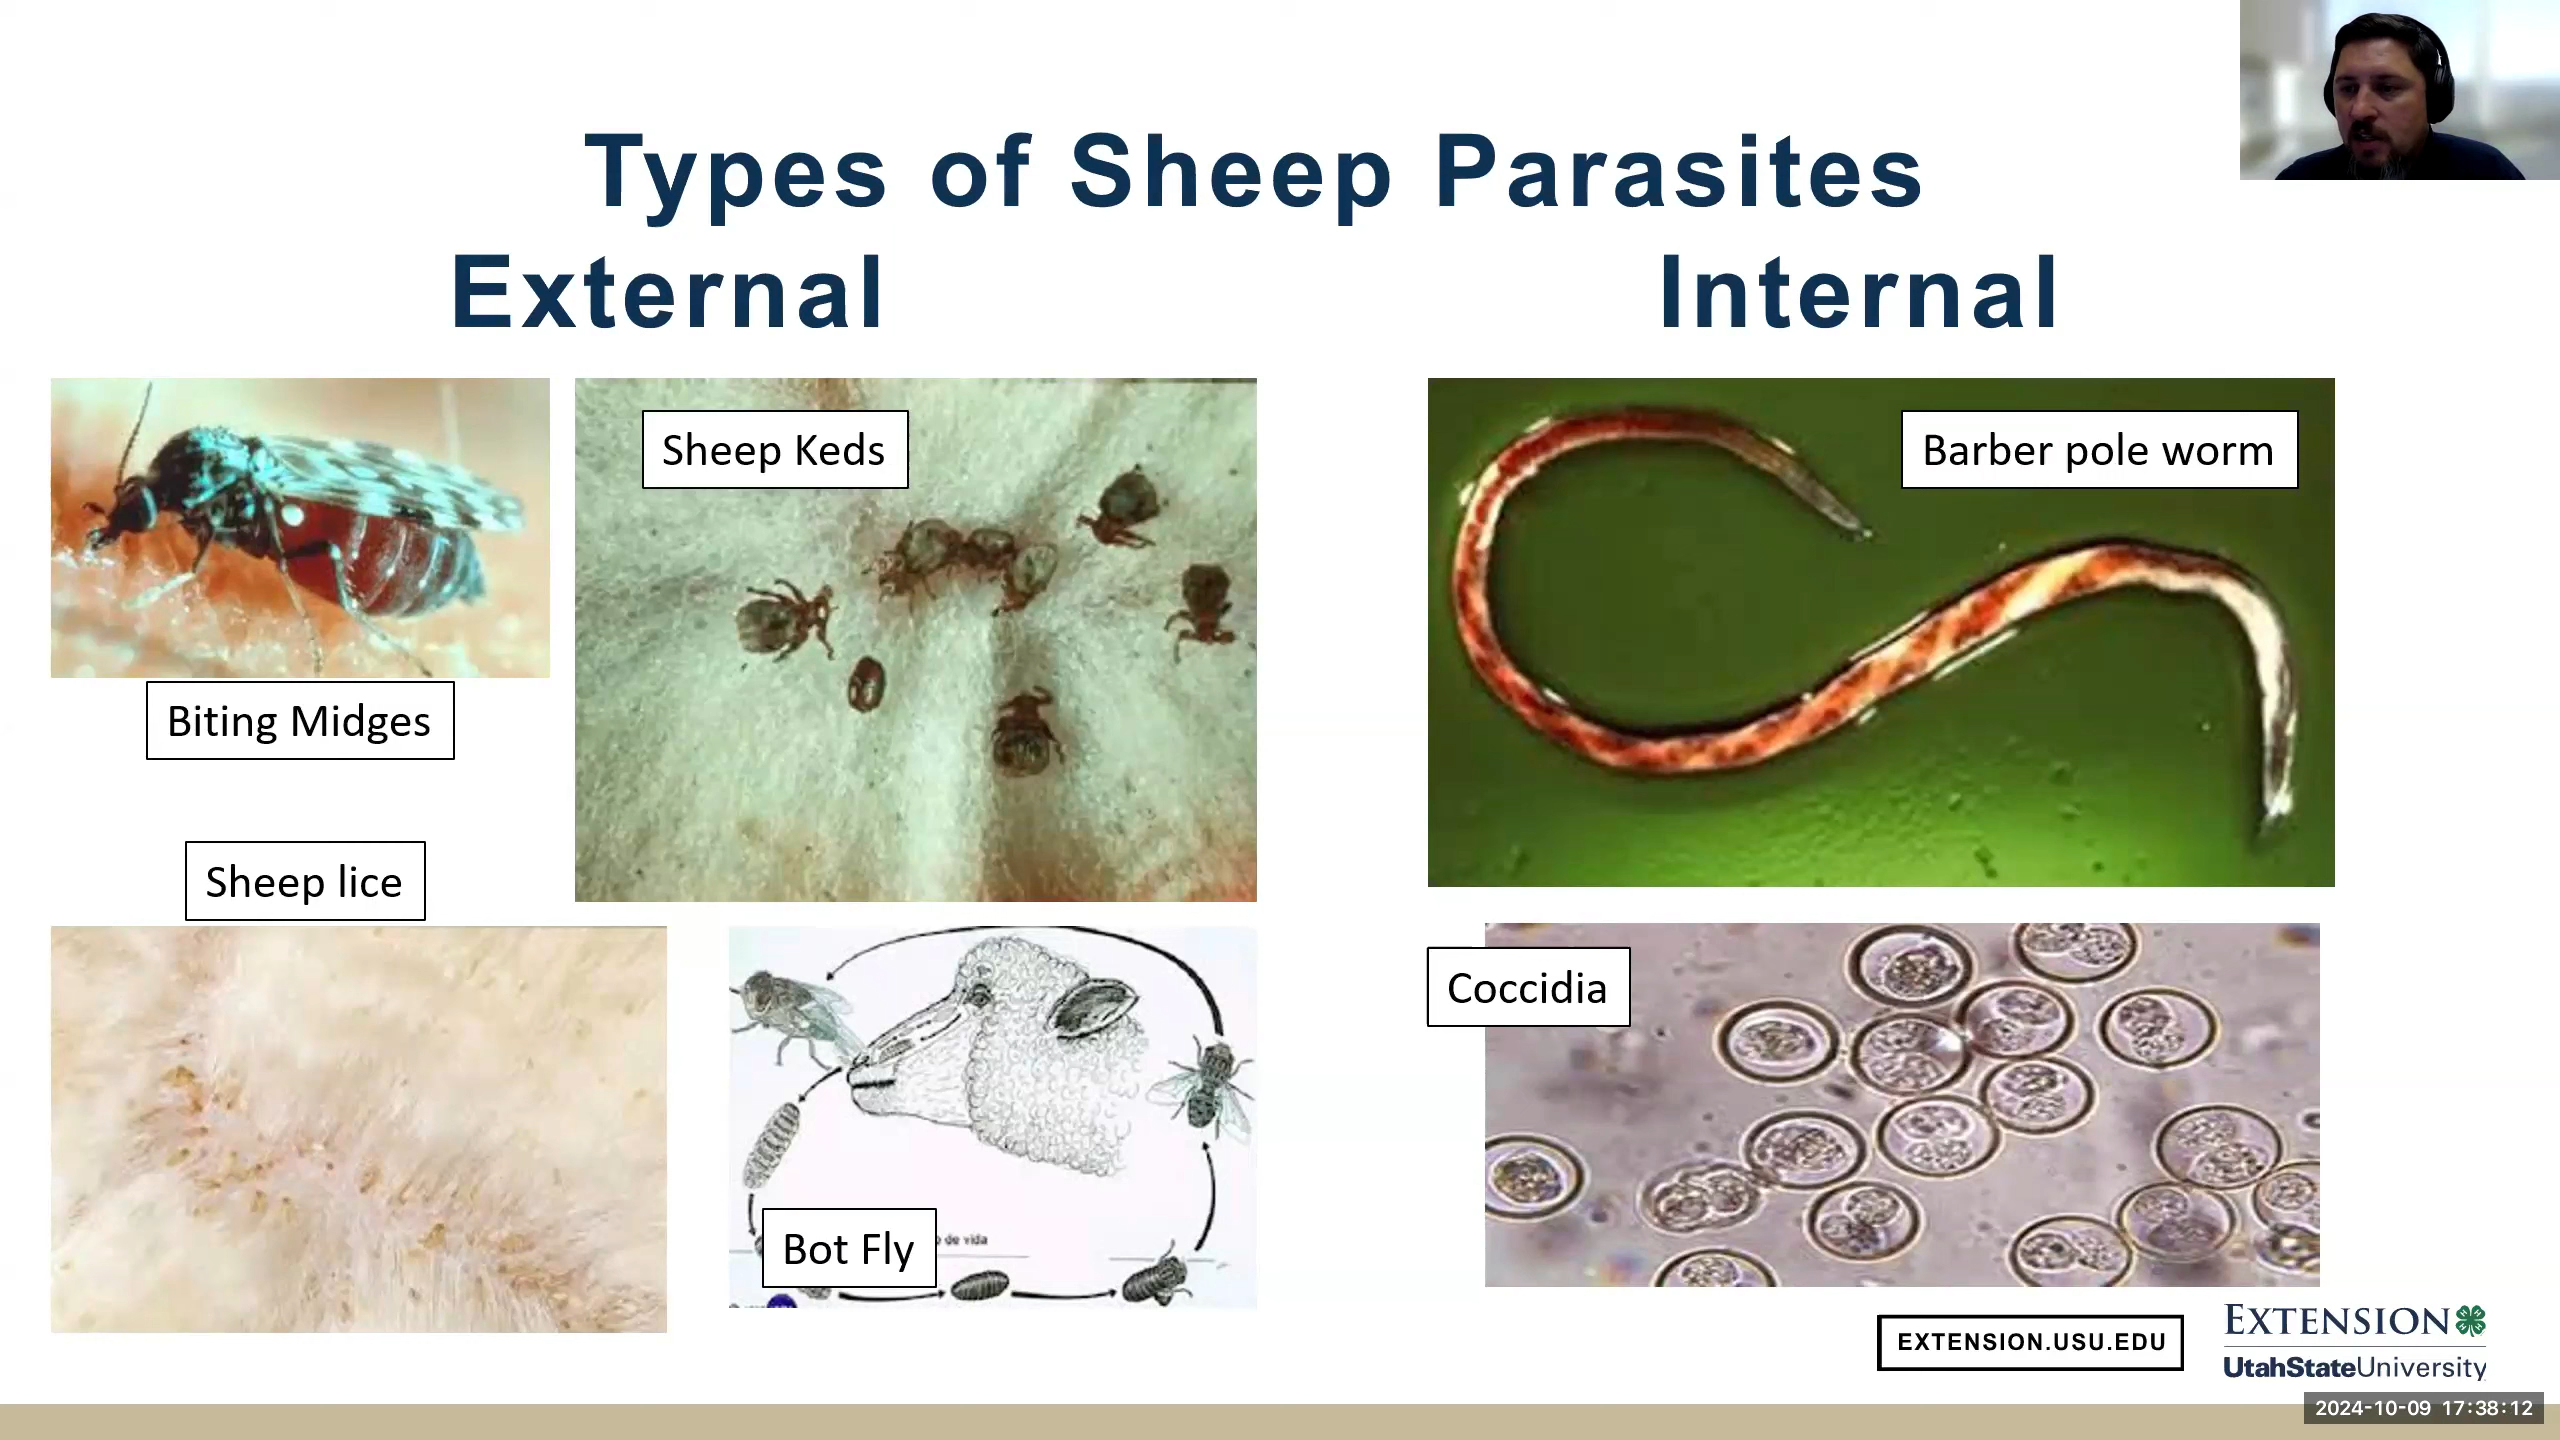 Types of Sheep Parasites
External
Internal
Sheep Keds
Barber pole worm
Biting Midges
Sheep lice
Coccidia
Bot Fly
de vida
EXTENSION.USU.EDU
EXTENSION
UtahStateUniversity
2024-10-09 17:38:12